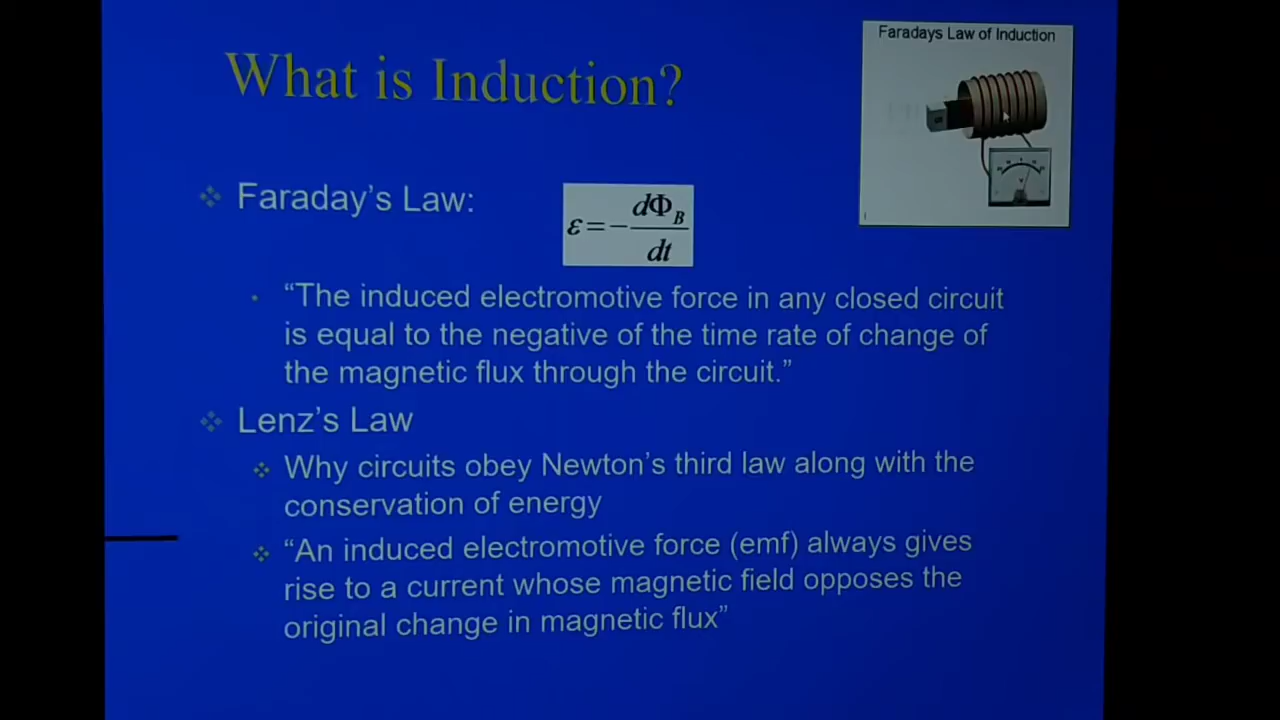 What is Induction?
Faradays Law of Induction
Faraday's Law:
ε = − dΦ_B / dt
“The induced electromotive force in any closed circuit
is equal to the negative of the time rate of change of
the magnetic flux through the circuit.”
Lenz's Law
Why circuits obey Newton's third law along with the
conservation of energy
“An induced electromotive force (emf) always gives
rise to a current whose magnetic field opposes the
original change in magnetic flux”